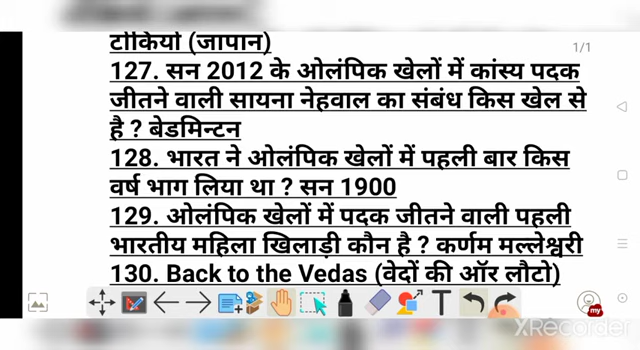 टोकियो (जापान)
1/1
127. सन 2012 के ओलंपिक खेलों में कांस्य पदक
जीतने वाली सायना नेहवाल का संबंध किस खेल से
है ? बेडमिन्टन
128. भारत ने ओलंपिक खेलों में पहली बार किस
वर्ष भाग लिया था ? सन 1900
129. ओलंपिक खेलों में पदक जीतने वाली पहली
भारतीय महिला खिलाड़ी कौन है ? कर्णम मल्लेश्वरी
130. Back to the Vedas (वेदों की ऑर लौटो)
T
my
XRecorder